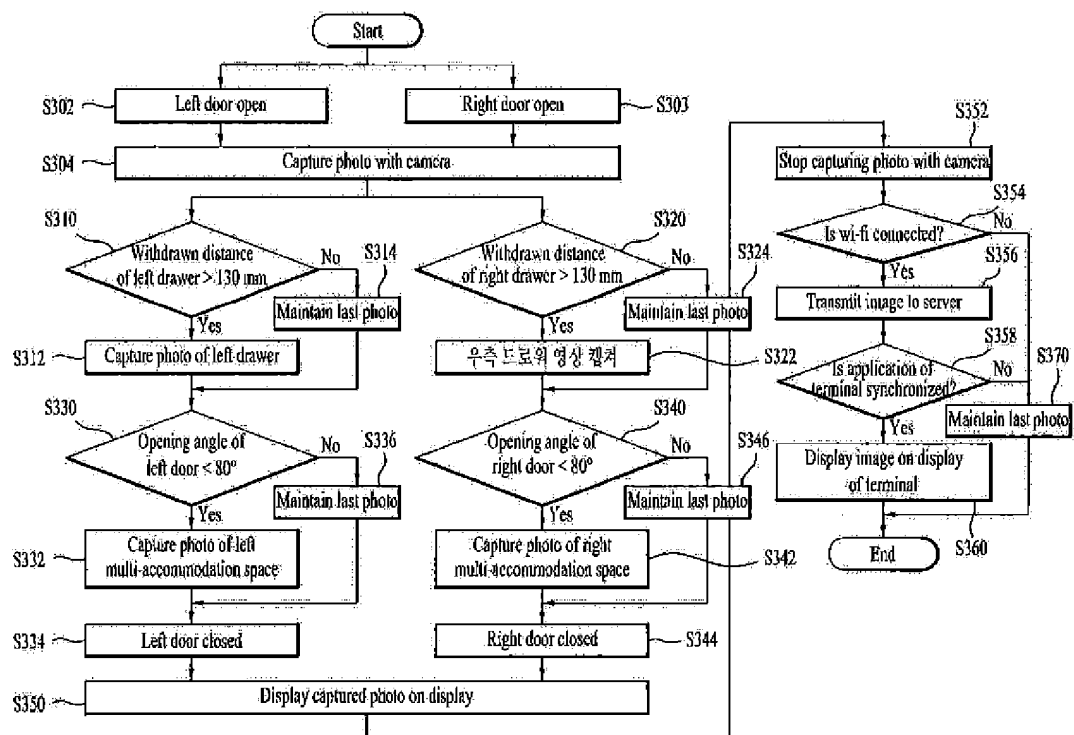 Start
S302
Left door open
Right door open
S303
S304
Capture photo with camera
S310
Withdrawn distance
of left drawer > 130 mm
No
S314
Maintain last photo
Yes
S312
Capture photo of left drawer
S320
Withdrawn distance
of right drawer > 130 mm
No
S324
Maintain last photo
Yes
우측 드로워 영상 캡쳐
S322
S330
Opening angle of
left door < 80°
No
S336
Maintain last photo
Yes
S332
Capture photo of left
multi-accommodation space
S334
Left door closed
S340
Opening angle of
right door < 80°
No
S346
Maintain last photo
Yes
Capture photo of right
multi-accommodation space
S342
Right door closed
S344
S350
Display captured photo on display
S352
Stop capturing photo with camera
S354
Is wi-fi connected?
No
Yes
S356
Transmit image to server
S358
Is application of
terminal synchronized?
No
S370
Maintain last photo
Yes
Display image on display
of terminal
S360
End